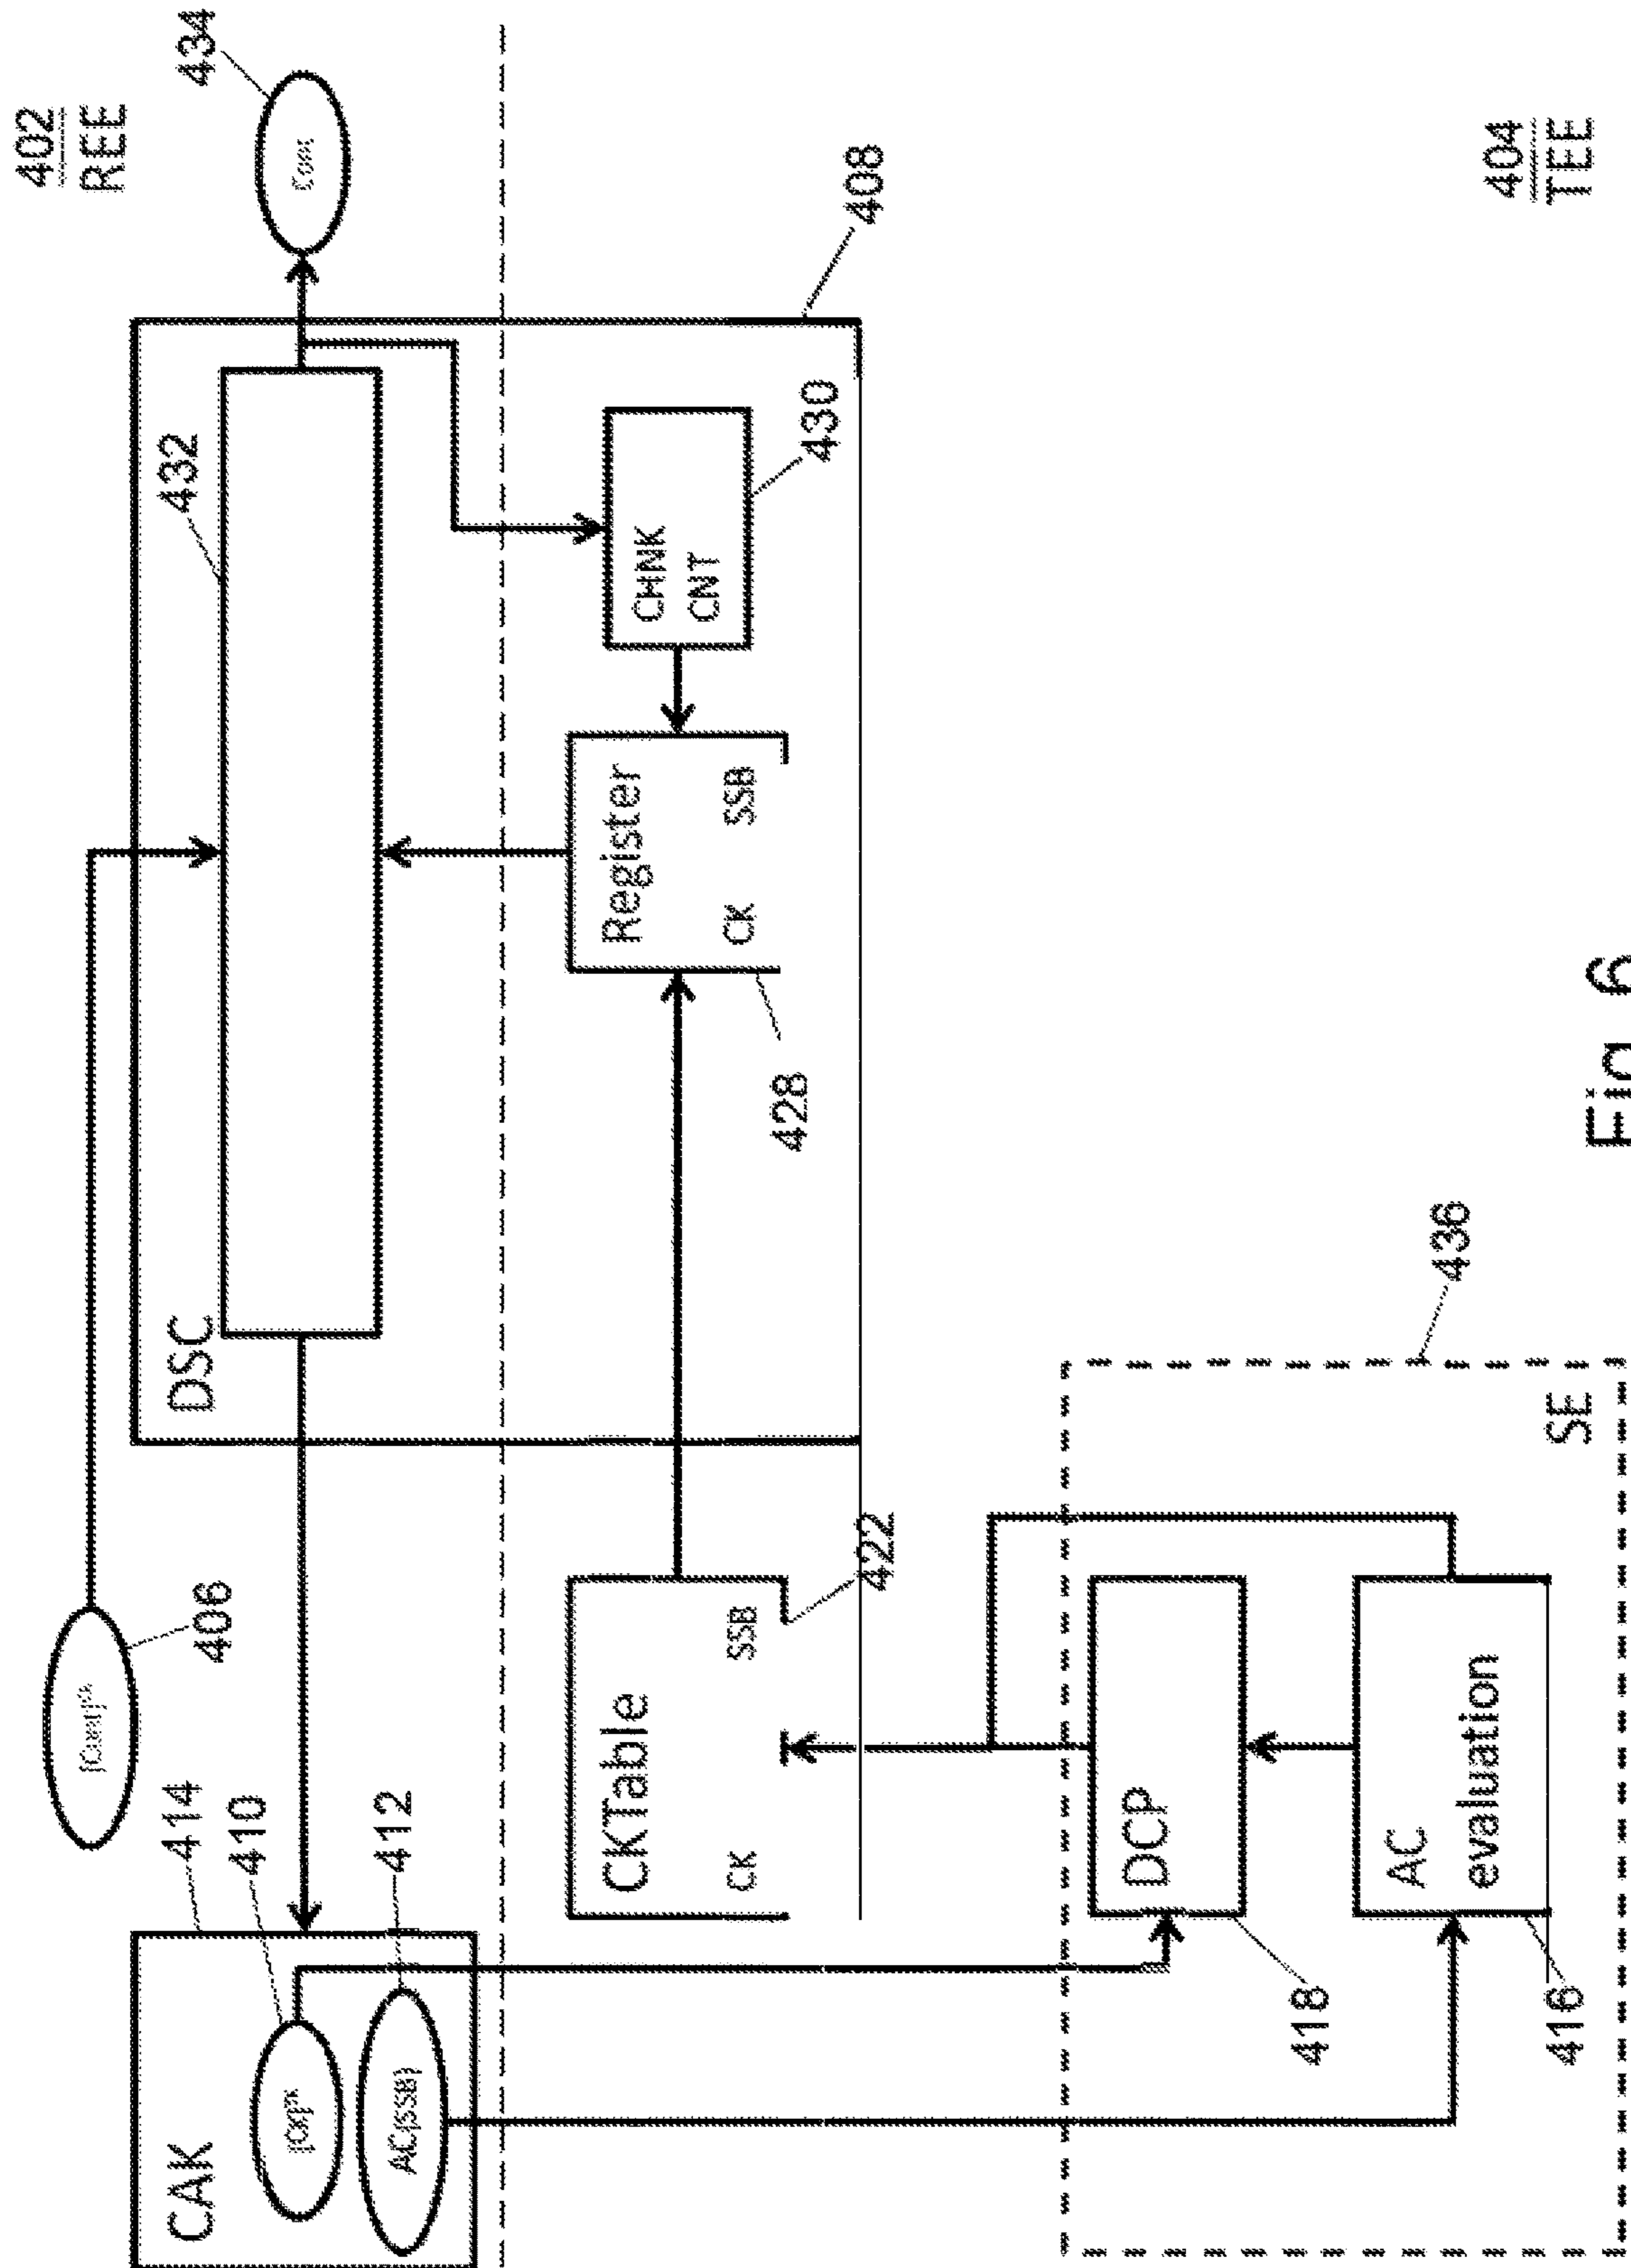 402
REE
434
432
408
DSC
406
414
410
412
CAK
AC(SSB)
CHNK
CNT
430
Register
CK SSB
428
CKTable
CK SSB
422
404
TEE
436
SE
DCP
418
AC
evaluation
416
Fig. 6